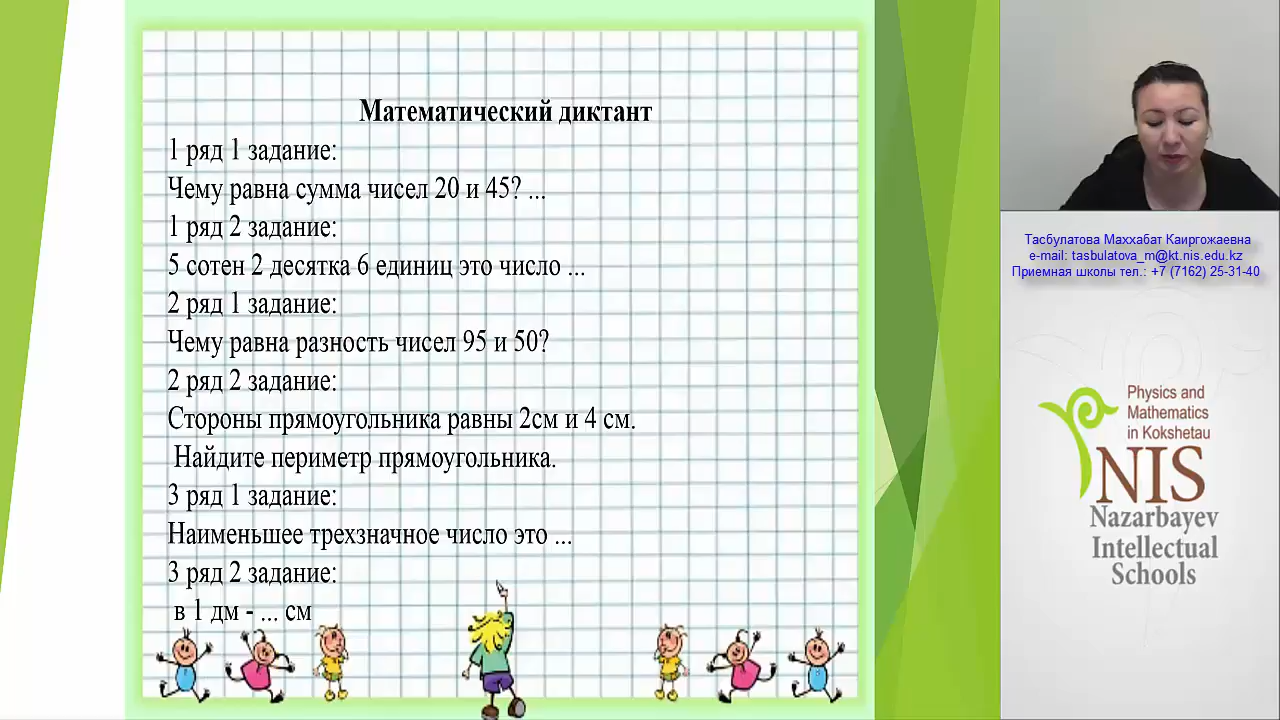 Математический диктант
1 ряд 1 задание:
Чему равна сумма чисел 20 и 45? ...
1 ряд 2 задание:
5 сотен 2 десятка 6 единиц это число ...
2 ряд 1 задание:
Чему равна разность чисел 95 и 50?
2 ряд 2 задание:
Стороны прямоугольника равны 2см и 4 см.
Найдите периметр прямоугольника.
3 ряд 1 задание:
Наименьшее трехзначное число это ...
3 ряд 2 задание:
в 1 дм - ... см
Тасбулатова Маххабат Каиргожаевна
e-mail: tasbulatova_m@kt.nis.edu.kz
Приемная школы тел.: +7 (7162) 25-31-40
Physics and
Mathematics
in Kokshetau
NIS
Nazarbayev
Intellectual
Schools